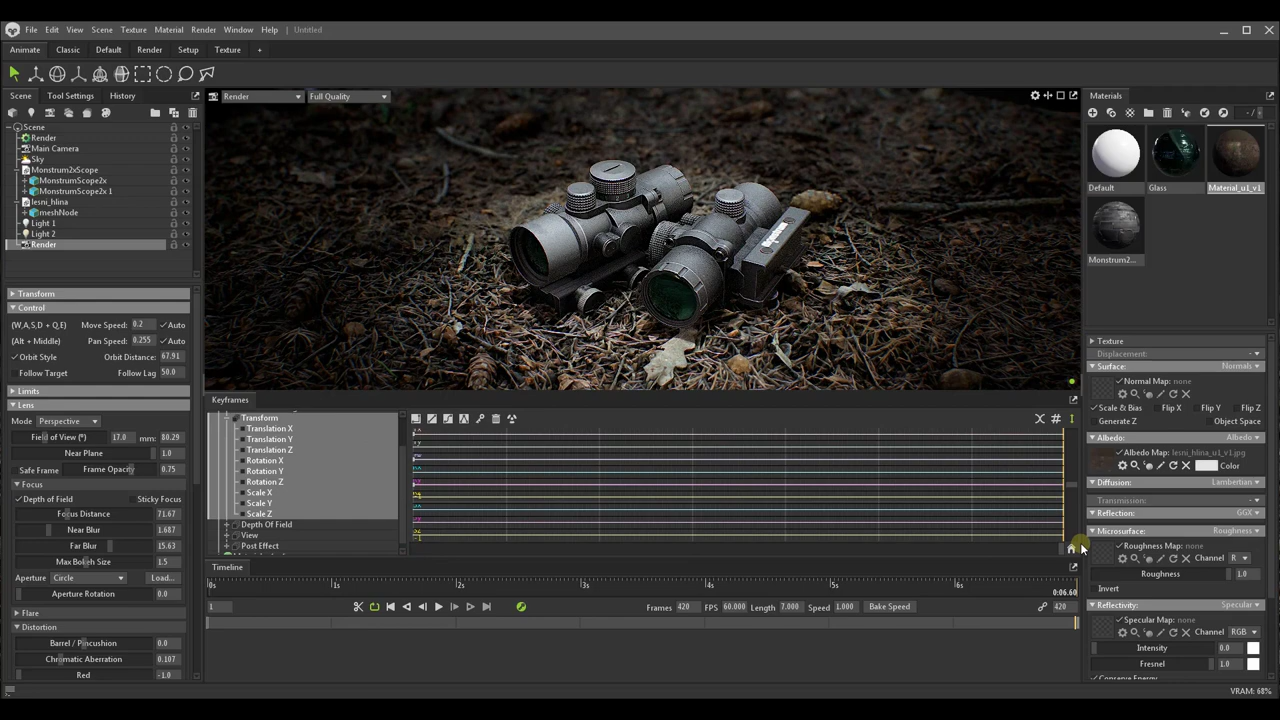 File Edit View Scene Texture Material Render Window Help Untitled
Animate Classic Default Render Setup Texture +
Scene Tool Settings History
Scene
Render
Main Camera
Sky
Monstrum2xScope
MonstrumScope2x
MonstrumScope2x 1
lesni_hlina
meshNode
Light 1
Light 2
Render
Transform
Control
(W,A,S,D + Q,E) Move Speed: 0.2 Auto
(Alt + Middle) Pan Speed: 0.255 Auto
Orbit Style Orbit Distance: 67.91
Follow Target Follow Lag 50.0
Limits
Lens
Mode Perspective
Field of View (°) 17.0 mm: 80.29
Near Plane 1.0
Safe Frame Frame Opacity 0.75
Focus
Depth of Field Sticky Focus
Focus Distance 71.67
Near Blur 1.687
Far Blur 15.63
Max Bokeh Size 1.5
Aperture Circle Load...
Aperture Rotation 0.0
Flare
Distortion
Barrel / Pincushion 0.0
Chromatic Aberration 0.107
Red -1.0
Render Full Quality
Keyframes
Transform
Translation X
Translation Y
Translation Z
Rotation X
Rotation Y
Rotation Z
Scale X
Scale Y
Scale Z
Depth Of Field
View
Post Effect
Timeline
0s 1s 2s 3s 4s 5s 6s
0:06.60
1 Frames 420 FPS 60.000 Length 7.000 Speed 1.000 Bake Speed 420
Materials
- /
Default Glass Material_u1_v1
Monstrum2...
Texture
Displacement: -
Surface: Normals
Normal Map: none
Scale & Bias Flip X Flip Y Flip Z
Generate Z Object Space
Albedo: Albedo
Albedo Map: lesni_hlina_u1_v1.jpg
Color
Diffusion: Lambertian
Transmission: -
Reflection: GGX
Microsurface: Roughness
Roughness Map: none
Channel R
Roughness 1.0
Invert
Reflectivity: Specular
Specular Map: none
Channel RGB
Intensity 0.0
Fresnel 1.0
Conserve Energy
VRAM: 68%